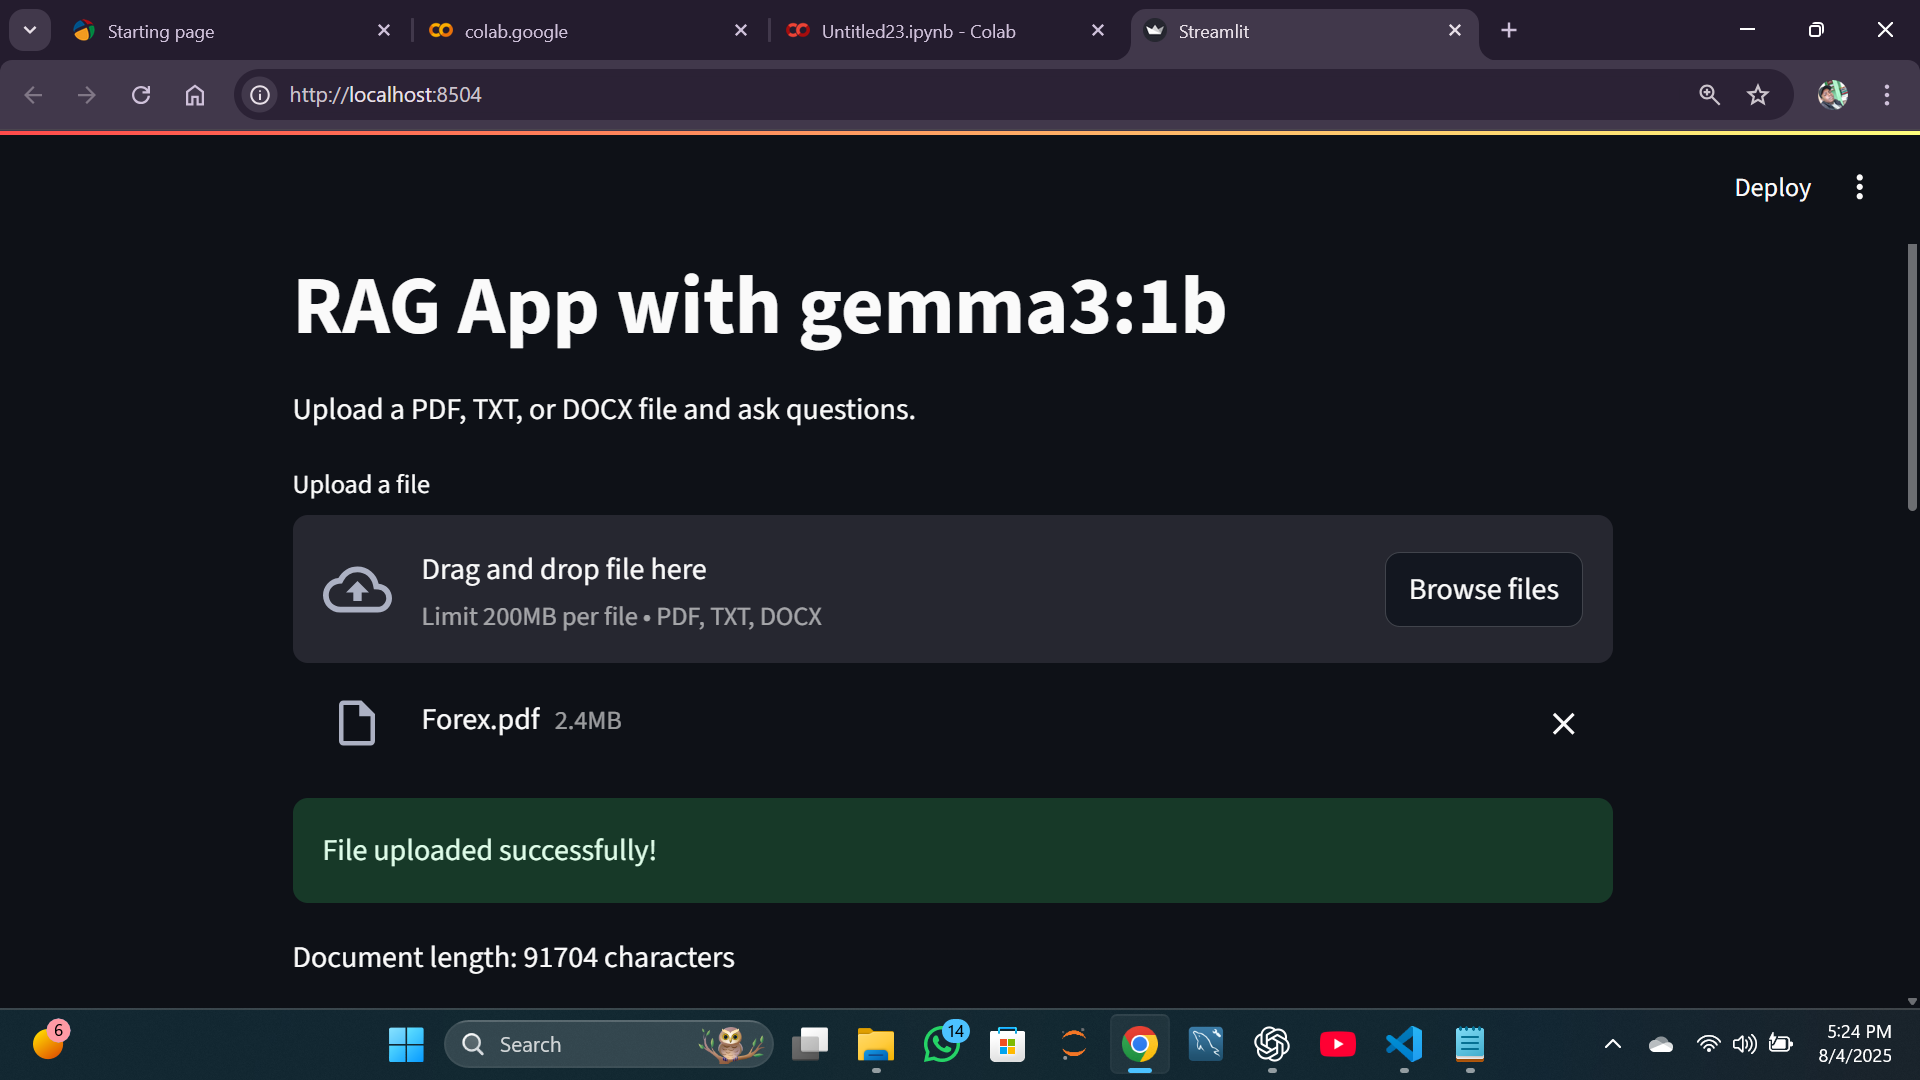 Starting page
colab.google
Untitled23.ipynb - Colab
Streamlit
http://localhost:8504
Deploy
RAG App with gemma3:1b
Upload a PDF, TXT, or DOCX file and ask questions.
Upload a file
Drag and drop file here
Limit 200MB per file • PDF, TXT, DOCX
Browse files
Forex.pdf 2.4MB
File uploaded successfully!
Document length: 91704 characters
6
Search
14
5:24 PM
8/4/2025